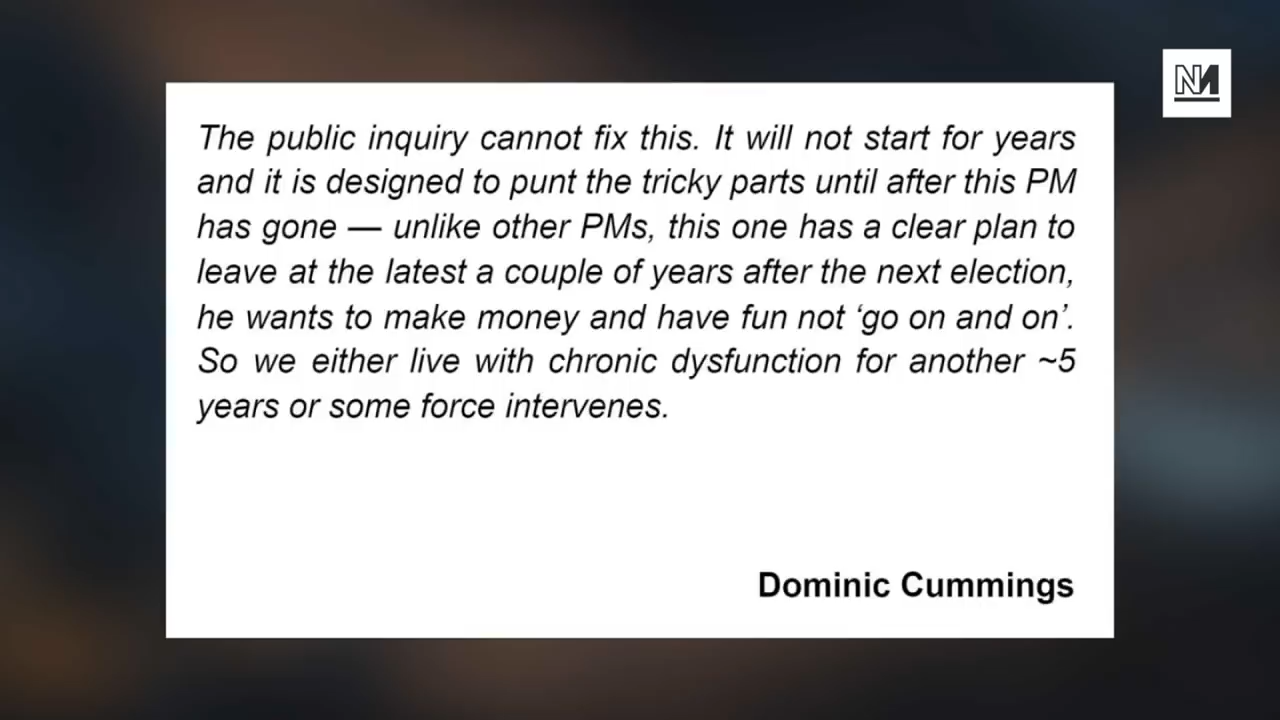 The public inquiry cannot fix this. It will not start for years
and it is designed to punt the tricky parts until after this PM
has gone — unlike other PMs, this one has a clear plan to
leave at the latest a couple of years after the next election,
he wants to make money and have fun not ‘go on and on’.
So we either live with chronic dysfunction for another ~5
years or some force intervenes.
Dominic Cummings
NM